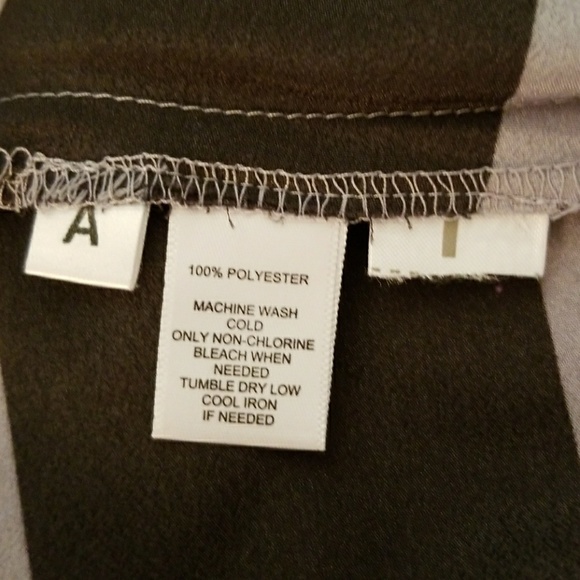 A
100% POLYESTER
MACHINE WASH
COLD
ONLY NON-CHLORINE
BLEACH WHEN
NEEDED
TUMBLE DRY LOW
COOL IRON
IF NEEDED